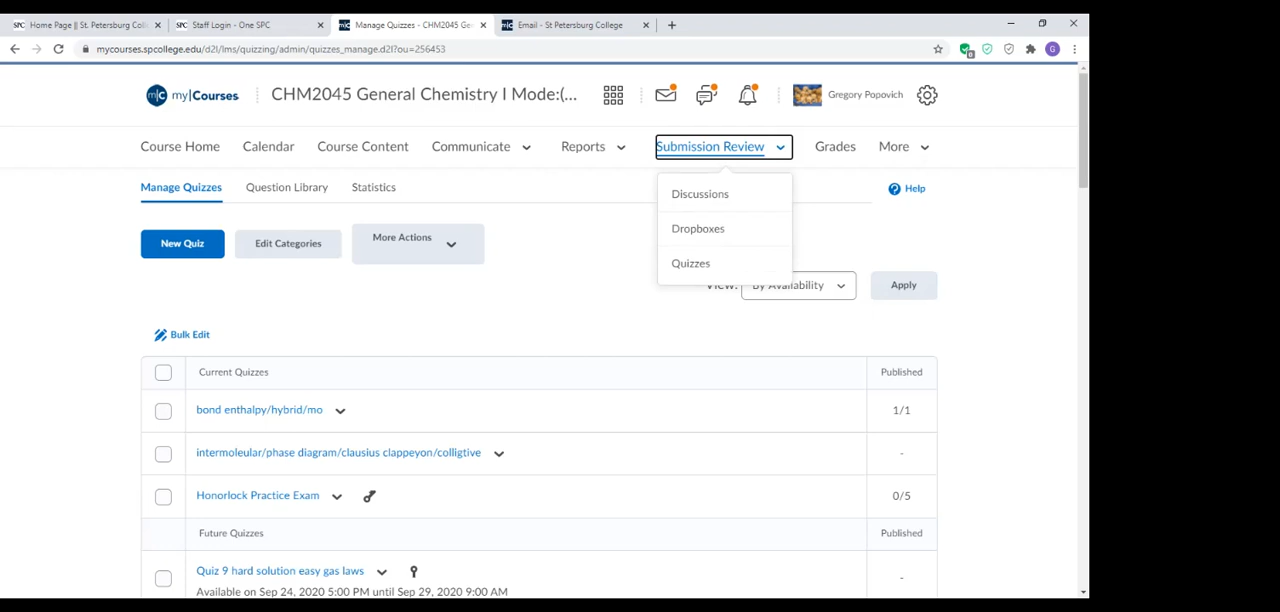 SPC Home Page || St. Petersburg Coll
SPC Staff Login - One SPC
Manage Quizzes - CHM2045 Ge
Email - St Petersburg College
mycourses.spcollege.edu/d2l/lms/quizzing/admin/quizzes_manage.d2l?ou=256453
G
my|Courses
CHM2045 General Chemistry I Mode:(...
Gregory Popovich
Course Home
Calendar
Course Content
Communicate
Reports
Submission Review
Grades
More
Manage Quizzes
Question Library
Statistics
Help
Discussions
Dropboxes
Quizzes
New Quiz
Edit Categories
More Actions
View:
By Availability
Apply
Bulk Edit
Current Quizzes
Published
bond enthalpy/hybrid/mo
1/1
intermoleular/phase diagram/clausius clappeyon/colligtive
-
Honorlock Practice Exam
0/5
Future Quizzes
Published
Quiz 9 hard solution easy gas laws
-
Available on Sep 24, 2020 5:00 PM until Sep 29, 2020 9:00 AM